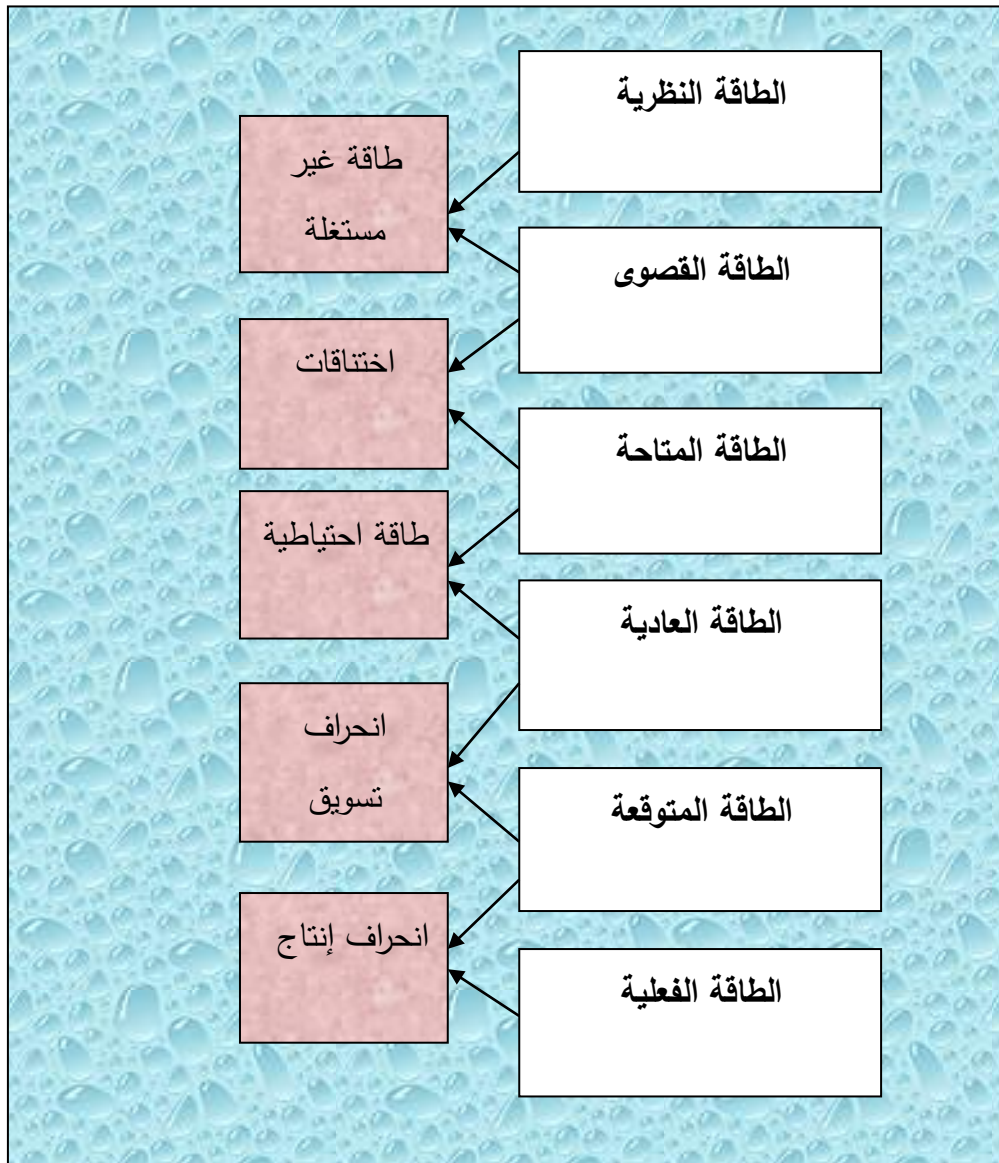 الطاقة النظرية
طاقة غير
مستغلة
الطاقة القصوى
اختناقات
الطاقة المتاحة
طاقة احتياطية
الطاقة العادية
انحراف
تسويق
الطاقة المتوقعة
انحراف إنتاج
الطاقة الفعلية